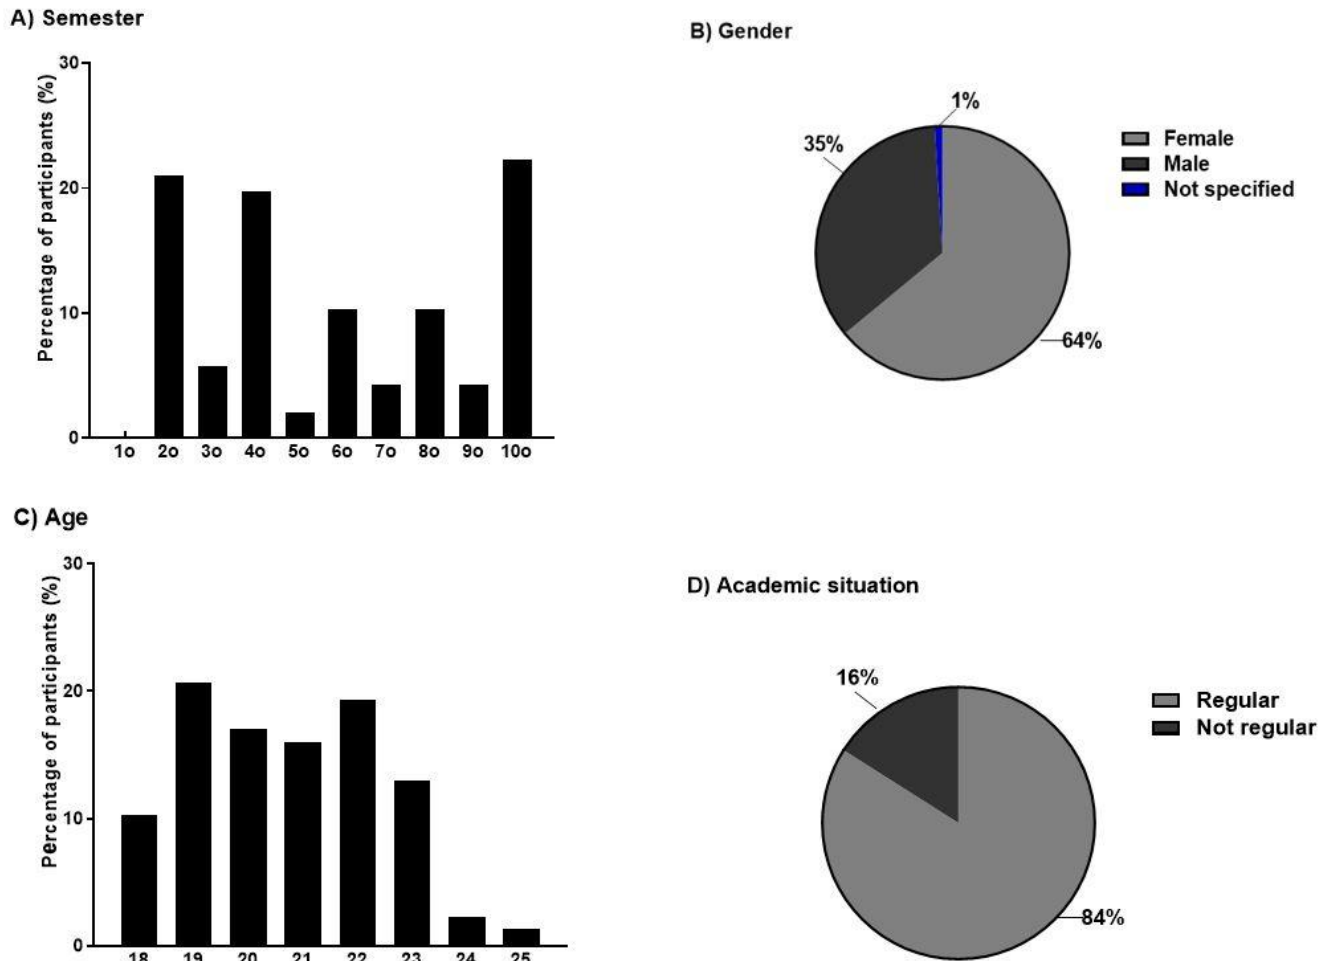 A) Semester
Percentage of participants (%)
30
20
10
0
1o 2o 3o 4o 5o 6o 7o 8o 9o 10o
B) Gender
1%
35%
64%
Female
Male
Not specified
C) Age
Percentage of participants (%)
30
20
10
0
18 19 20 21 22 23 24 25
D) Academic situation
16%
84%
Regular
Not regular